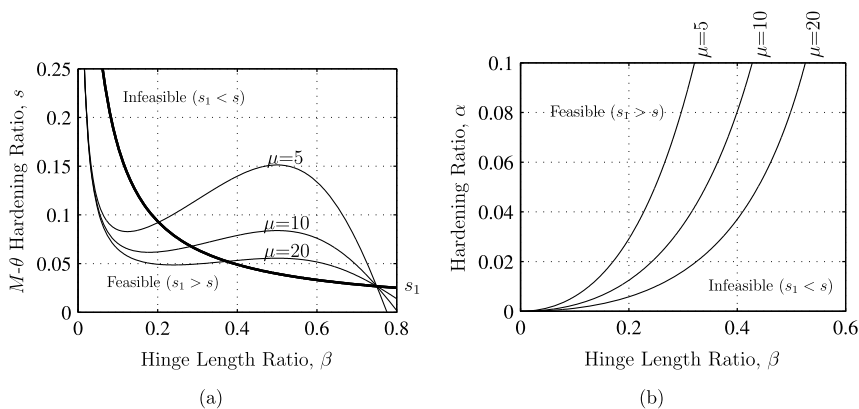 0.25
0.2
0.15
0.1
0.05
0
M-θ Hardening Ratio, s
Infeasible (s₁ < s)
μ=5
μ=10
μ=20
Feasible (s₁ > s)
s₁
0 0.2 0.4 0.6 0.8
Hinge Length Ratio, β
(a)
μ=5 μ=10 μ=20
0.1
0.08
0.06
0.04
0.02
0
Hardening Ratio, α
Feasible (s₁ > s)
Infeasible (s₁ < s)
0 0.2 0.4 0.6
Hinge Length Ratio, β
(b)